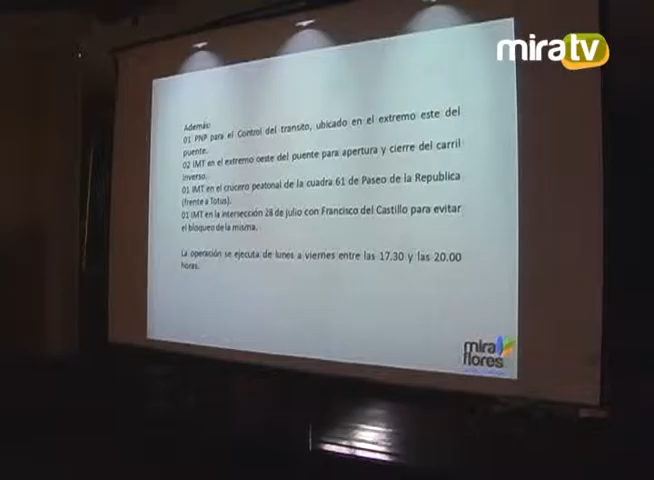 miratv
Además:
01 PNP para el Control del transito, ubicado en el extremo este del
puente.
02 IMT en el extremo oeste del puente para apertura y cierre del carril
inverso.
01 IMT en el crucero peatonal de la cuadra 61 de Paseo de la Republica
(frente a Totus).
01 IMT en la intersección 28 de julio con Francisco del Castillo para evitar
el bloqueo de la misma.
La operación se ejecuta de lunes a viernes entre las 17.30 y las 20.00
horas.
mira
flores